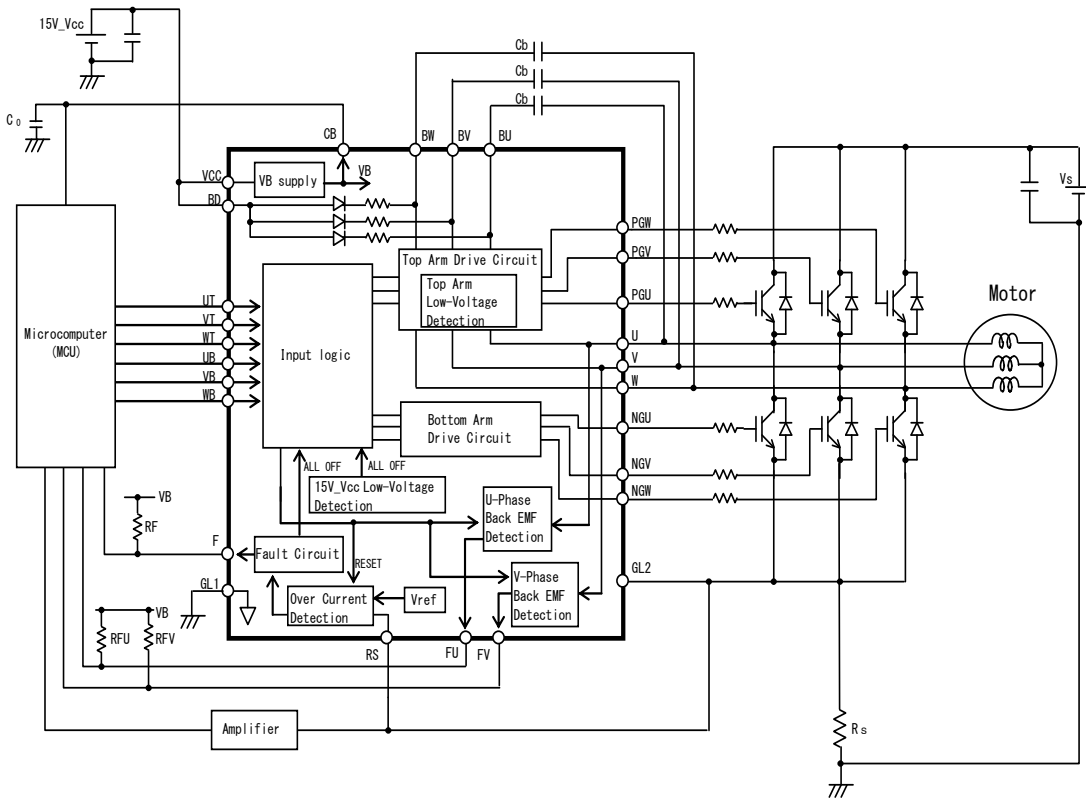 15V_Vcc
Cb
Cb
Cb
C0
CB
BW
BV
BU
VCC
VB supply
VB
BD
Vs
PGW
Top Arm Drive Circuit
PGV
Top Arm
Low-Voltage
Detection
PGU
Motor
UT
VT
WT
UB
VB
WB
Microcomputer
(MCU)
Input logic
U
V
W
Bottom Arm
Drive Circuit
NGU
NGV
NGW
ALL OFF
ALL OFF
15V_Vcc Low-Voltage
Detection
U-Phase
Back EMF
Detection
VB
RF
F
Fault Circuit
RESET
GL2
GL1
Over Current
Detection
Vref
V-Phase
Back EMF
Detection
VB
RFU
RFV
RS
FU
FV
Amplifier
Rs